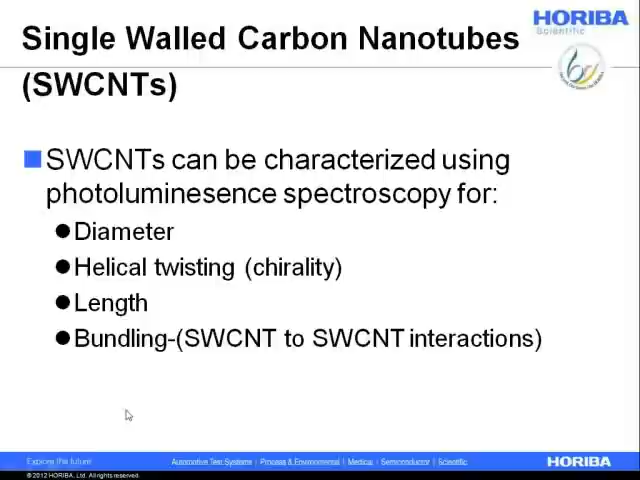 HORIBA
Scientific
Single Walled Carbon Nanotubes
(SWCNTs)
SWCNTs can be characterized using
photoluminesence spectroscopy for:
Diameter
Helical twisting (chirality)
Length
Bundling-(SWCNT to SWCNT interactions)
Explore the future
Automotive Test Systems | Process & Environmental | Medical | Semiconductor | Scientific
HORIBA
© 2012 HORIBA, Ltd. All rights reserved.